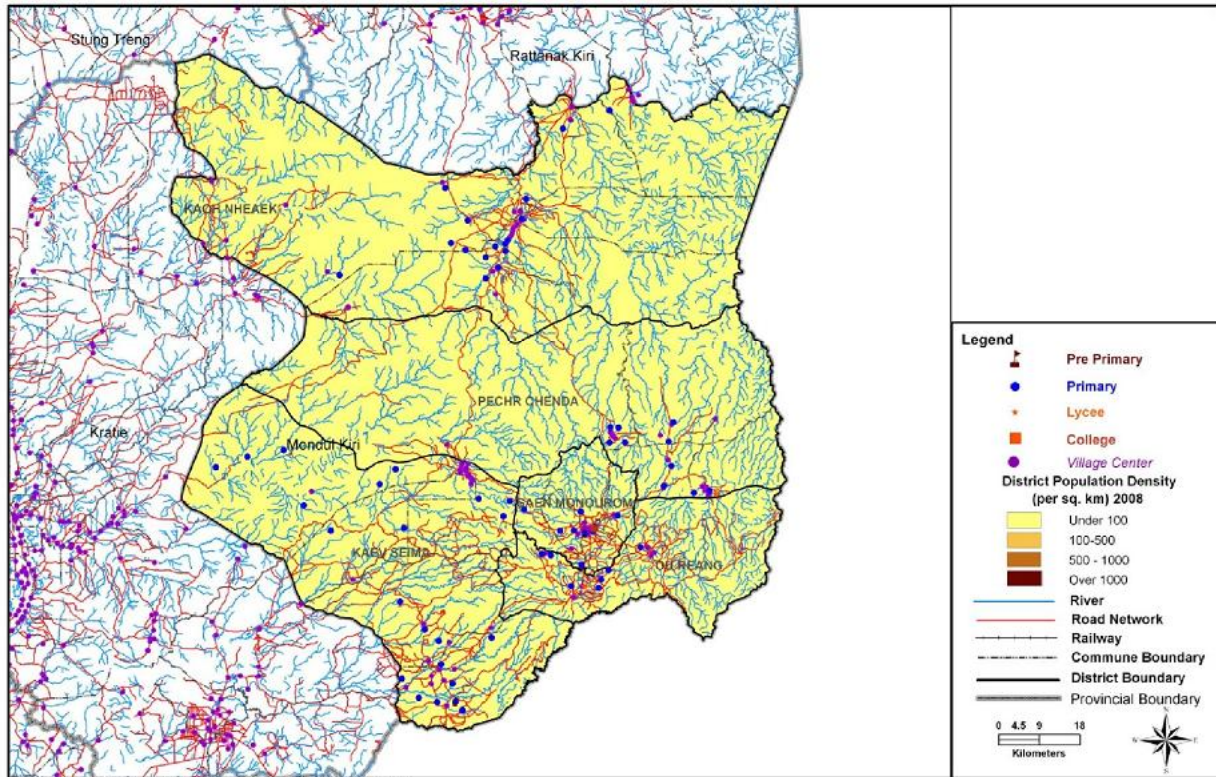 Stung Treng
Rattanak Kiri
KAOH NHEAEK
PECHR CHENDA
Kratie
Mondul Kiri
SAEN MONOUROM
KAEV SEIMA
OU REANG
Legend
Pre Primary
Primary
Lycee
College
Village Center
District Population Density
(per sq. km) 2008
Under 100
100-500
500 - 1000
Over 1000
River
Road Network
Railway
Commune Boundary
District Boundary
Provincial Boundary
0 4.5 9 18
Kilometers
N
W E
S